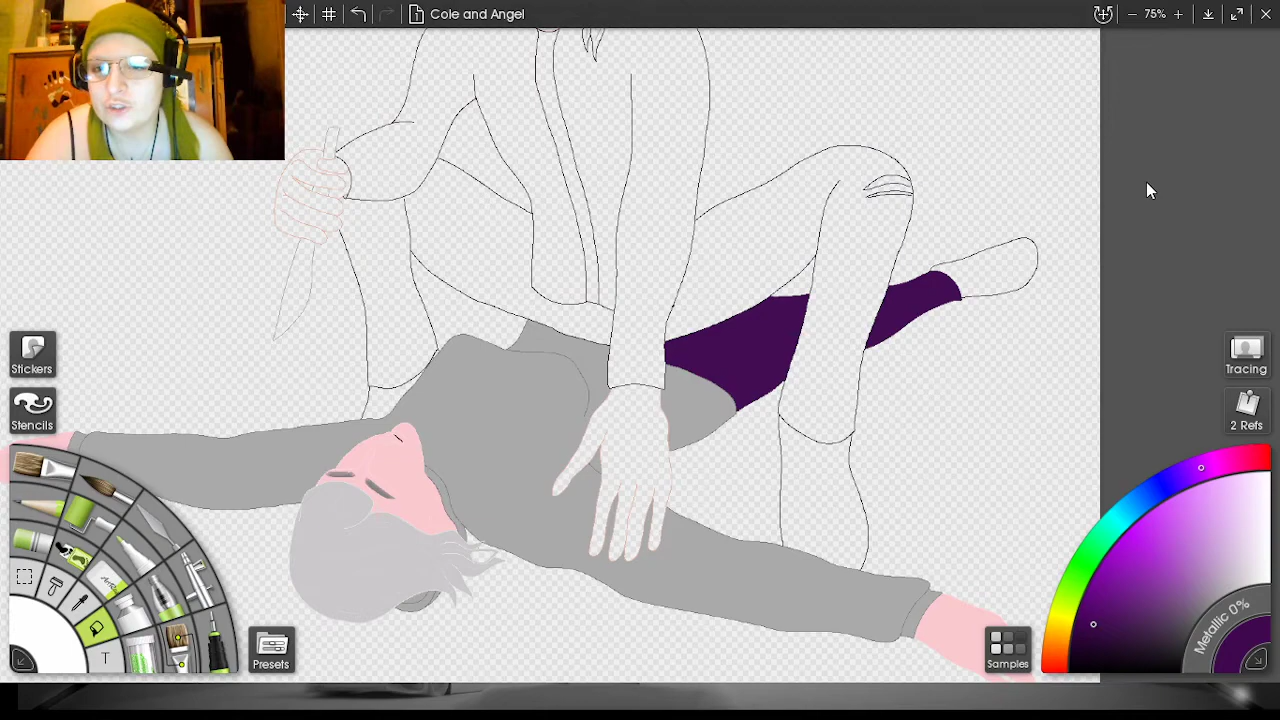 Cole and Angel
75%
Stickers
Stencils
Tracing
2 Refs
Metallic 0%
T
Presets
Samples